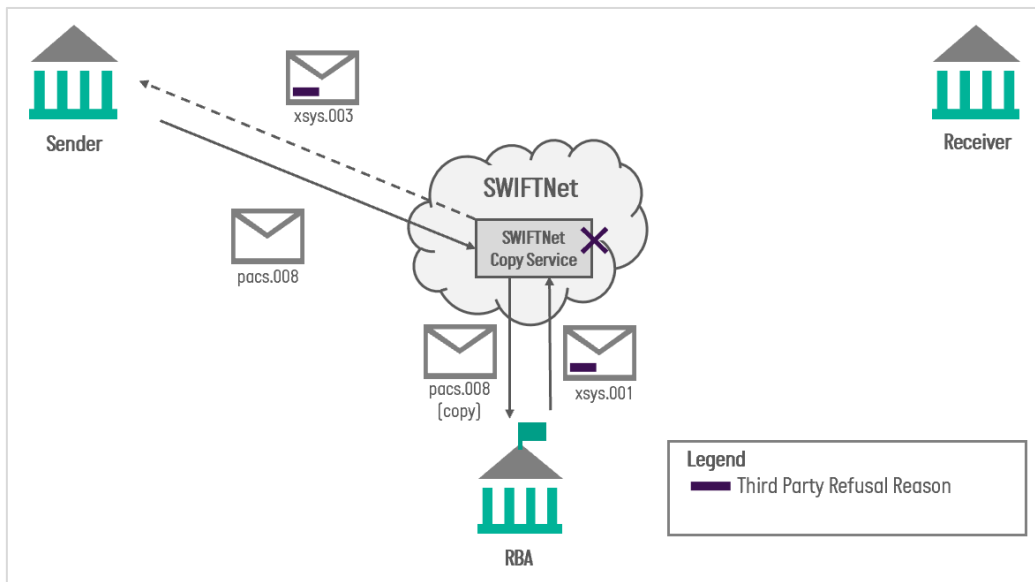 xsys.003
Sender
Receiver
SWIFTNet
pacs.008
SWIFTNet
Copy Service
pacs.008
(copy)
xsys.001
Legend
Third Party Refusal Reason
RBA